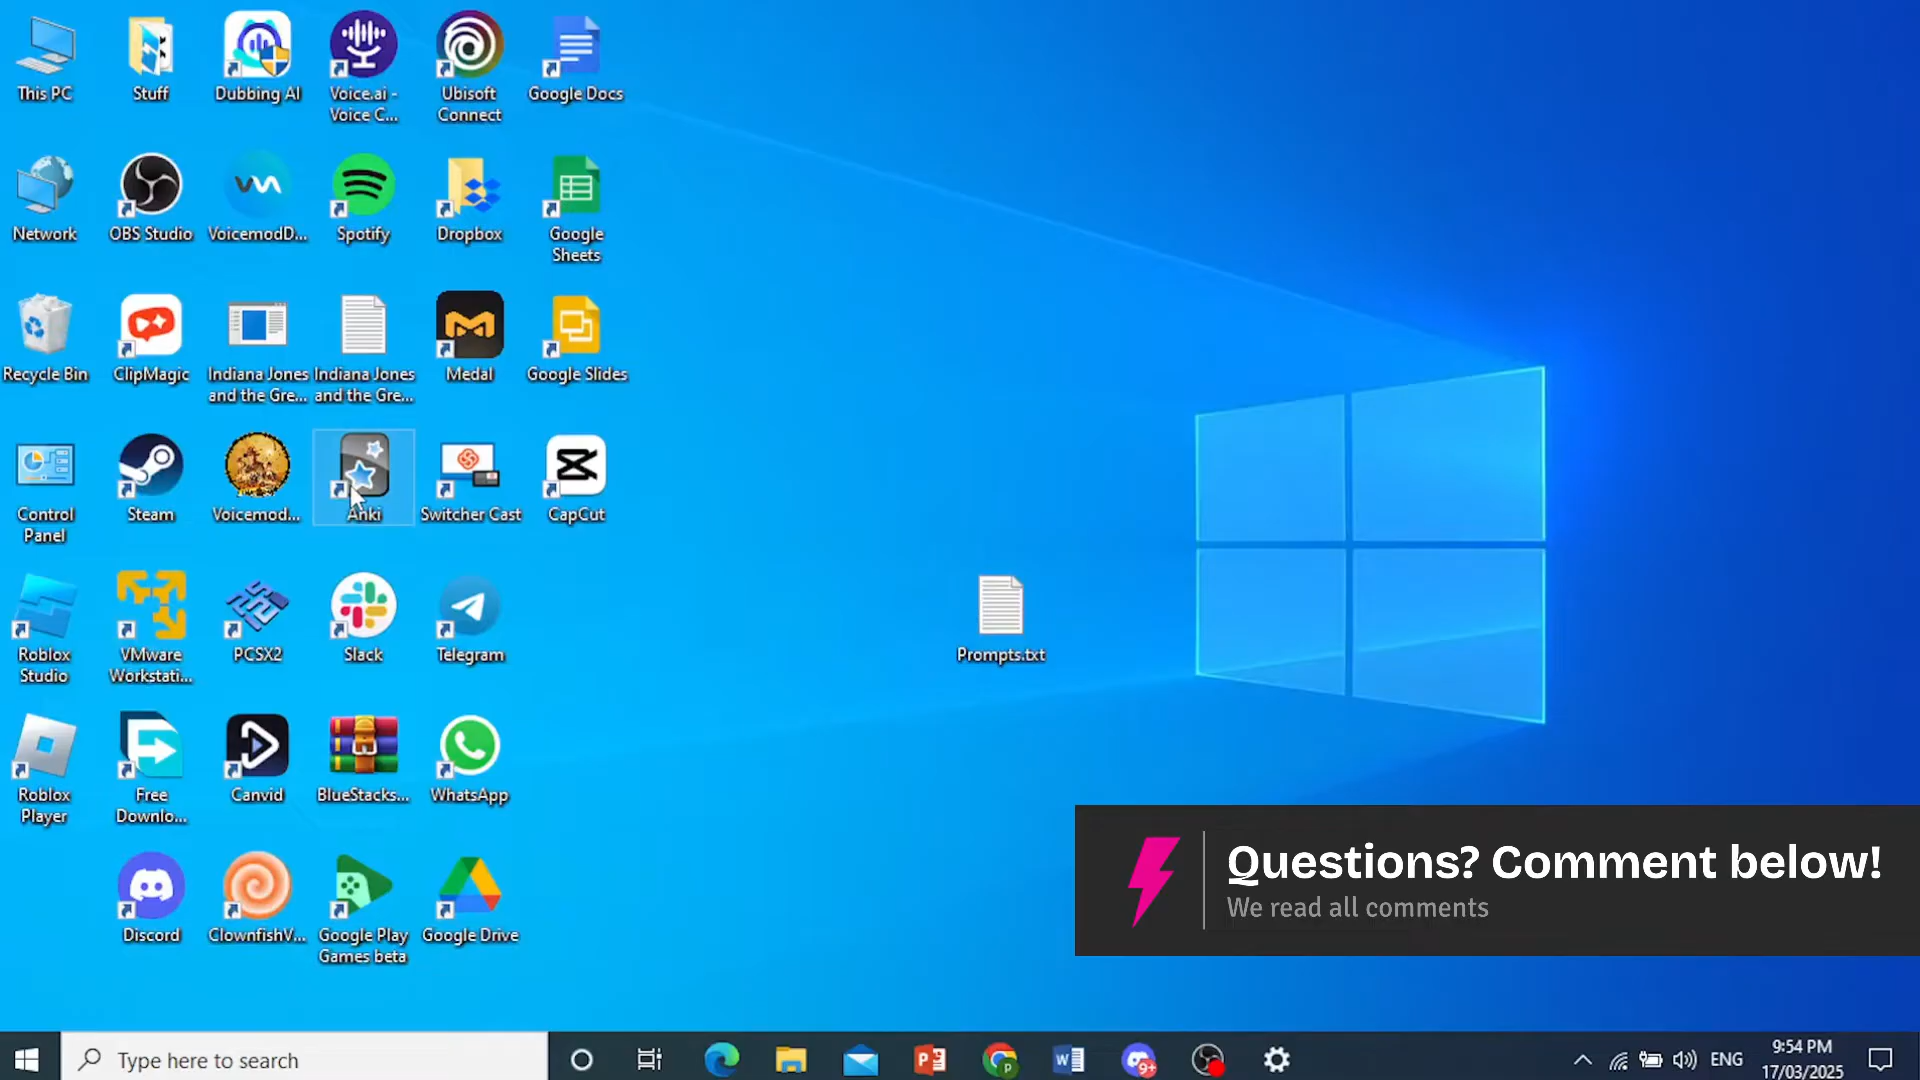 This PC
Stuff
Dubbing AI
Voice.ai -
Voice C...
Ubisoft
Connect
Google Docs
Network
OBS Studio
VoicemodD...
Spotify
Dropbox
Google
Sheets
Recycle Bin
ClipMagic
Indiana Jones
and the Gre...
Indiana Jones
and the Gre...
Medal
Google Slides
Control
Panel
Steam
Voicemod...
Anki
Switcher Cast
CapCut
Roblox
Studio
VMware
Workstati...
PCSX2
Slack
Telegram
Prompts.txt
Roblox
Player
Free
Downlo...
Canvid
BlueStacks...
WhatsApp
Discord
ClownfishV...
Google Play
Games beta
Google Drive
Questions? Comment below!
We read all comments
Type here to search
9+
ENG
9:54 PM
17/03/2025